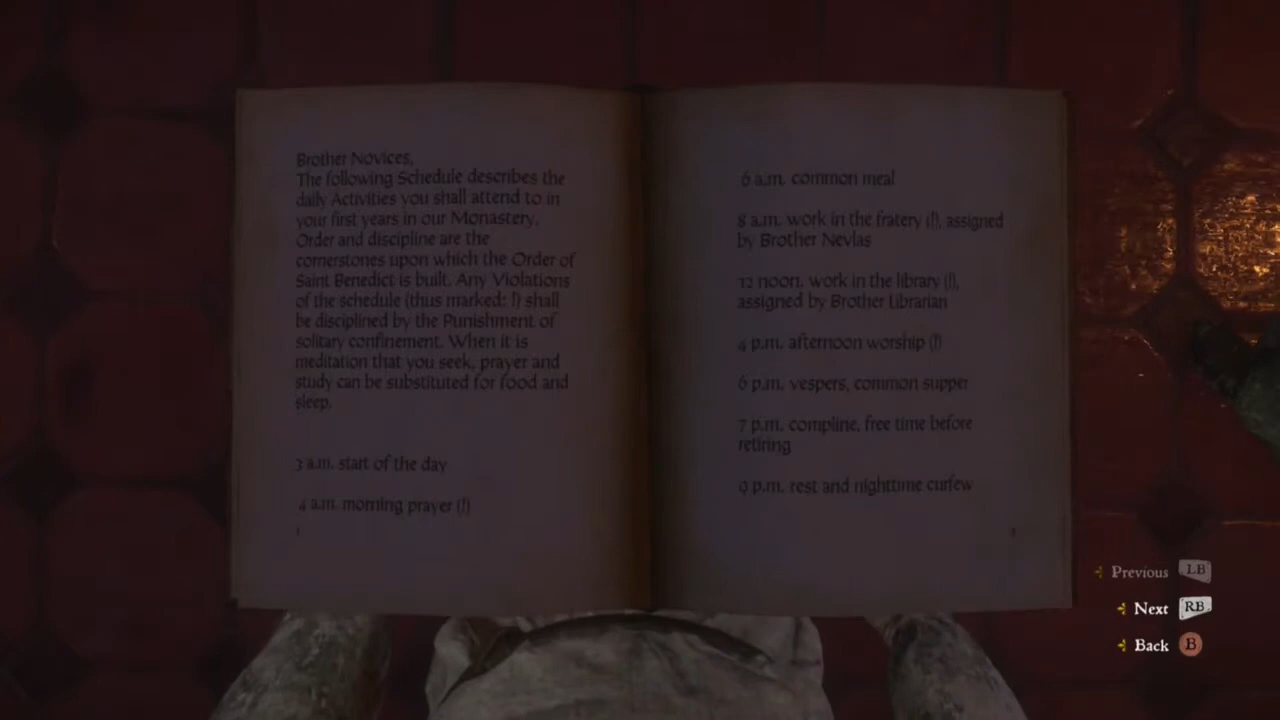 Brother Novices,
The following Schedule describes the
daily Activities you shall attend to in
your first years in our Monastery.
Order and discipline are the
cornerstones upon which the Order of
Saint Benedict is built. Any Violations
of the schedule (thus marked: !) shall
be disciplined by the Punishment of
solitary confinement. When it is
meditation that you seek, prayer and
study can be substituted for food and
sleep.
3 a.m. start of the day
4 a.m. morning prayer (!)
6 a.m. common meal
8 a.m. work in the fratery (!), assigned
by Brother Nevlas
12 noon, work in the library (!),
assigned by Brother Librarian
4 p.m. afternoon worship (!)
6 p.m. vespers, common supper
7 p.m. compline, free time before
retiring
9 p.m. rest and nighttime curfew
Previous LB
Next RB
Back B